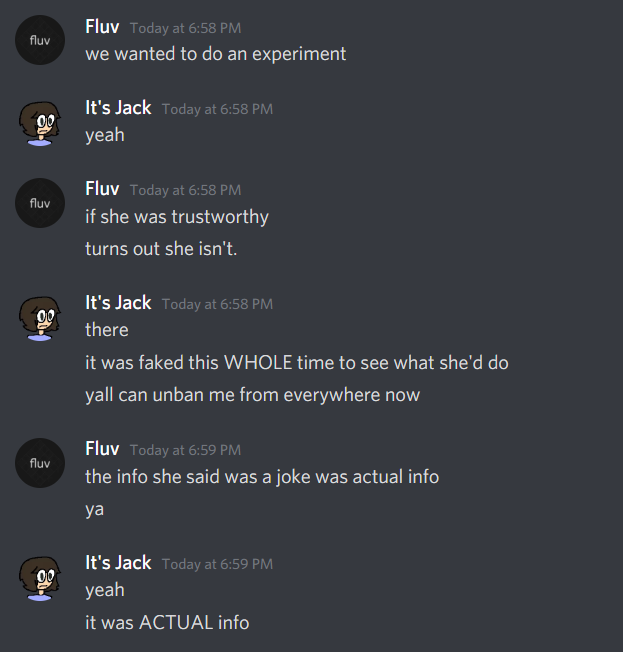 fluv
Fluv Today at 6:58 PM
we wanted to do an experiment
It's Jack Today at 6:58 PM
yeah
fluv
Fluv Today at 6:58 PM
if she was trustworthy
turns out she isn't.
It's Jack Today at 6:58 PM
there
it was faked this WHOLE time to see what she'd do
yall can unban me from everywhere now
fluv
Fluv Today at 6:59 PM
the info she said was a joke was actual info
ya
It's Jack Today at 6:59 PM
yeah
it was ACTUAL info